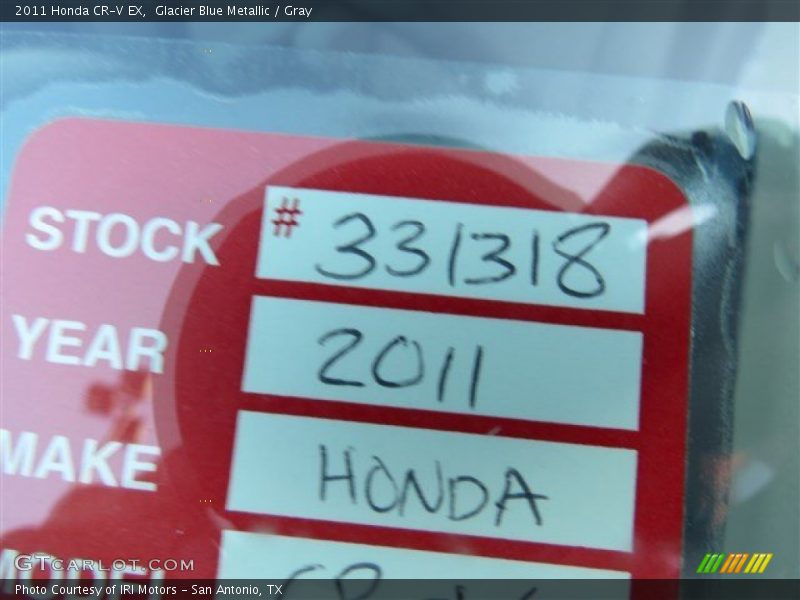 2011 Honda CR-V EX, Glacier Blue Metallic / Gray
STOCK # 331318
YEAR 2011
MAKE HONDA
MODEL
GTCARLOT.COM
Photo Courtesy of IRI Motors - San Antonio, TX